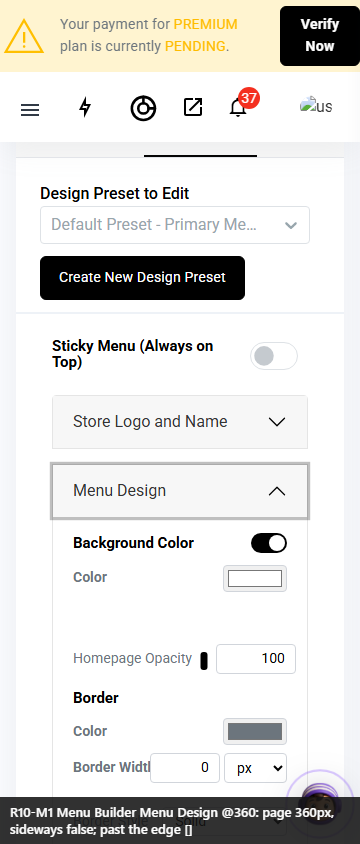 Your payment for PREMIUM
plan is currently PENDING.
Verify
Now
37
us
Design Preset to Edit
Default Preset - Primary Me...
Create New Design Preset
Sticky Menu (Always on
Top)
Store Logo and Name
Menu Design
Background Color
Color
Homepage Opacity
100
Border
Color
Border Width
0
px
R10-M1 Menu Builder Menu Design @360: page 360px,
sideways false; past the edge []